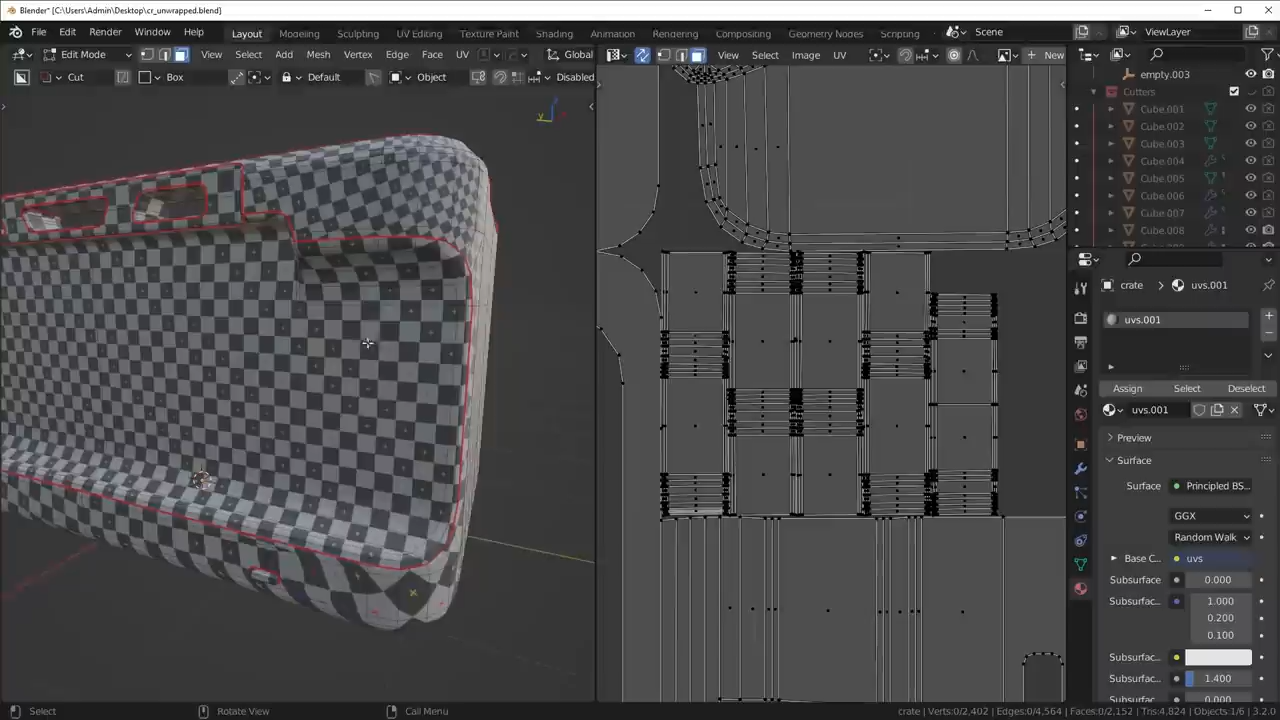 Blender* [C:\Users\Admin\Desktop\cr_unwrapped.blend]
File Edit Render Window Help Layout Modeling Sculpting UV Editing Texture Paint Shading Animation Rendering Compositing Geometry Nodes Scripting Scene ViewLayer
Edit Mode View Select Add Mesh Vertex Edge Face UV Global View Select Image UV New
Cut Box Default Object Disabled
empty.003
Cutters
Cube.001
Cube.002
Cube.003
Cube.004
Cube.005
Cube.006
Cube.007
Cube.008
crate > uvs.001
uvs.001
Assign Select Deselect
uvs.001
Preview
Surface
Surface Principled BS...
GGX
Random Walk
Base C... uvs
Subsurface 0.000
Subsurfac... 1.000
0.200
0.100
Subsurfac...
Subsurfac... 1.400
Subsurfac... 0.000
Select Rotate View Call Menu crate | Verts:0/2,402 | Edges:0/4,564 | Faces:0/2,152 | Tris:4,824 | Objects:1/6 | 3.2.0